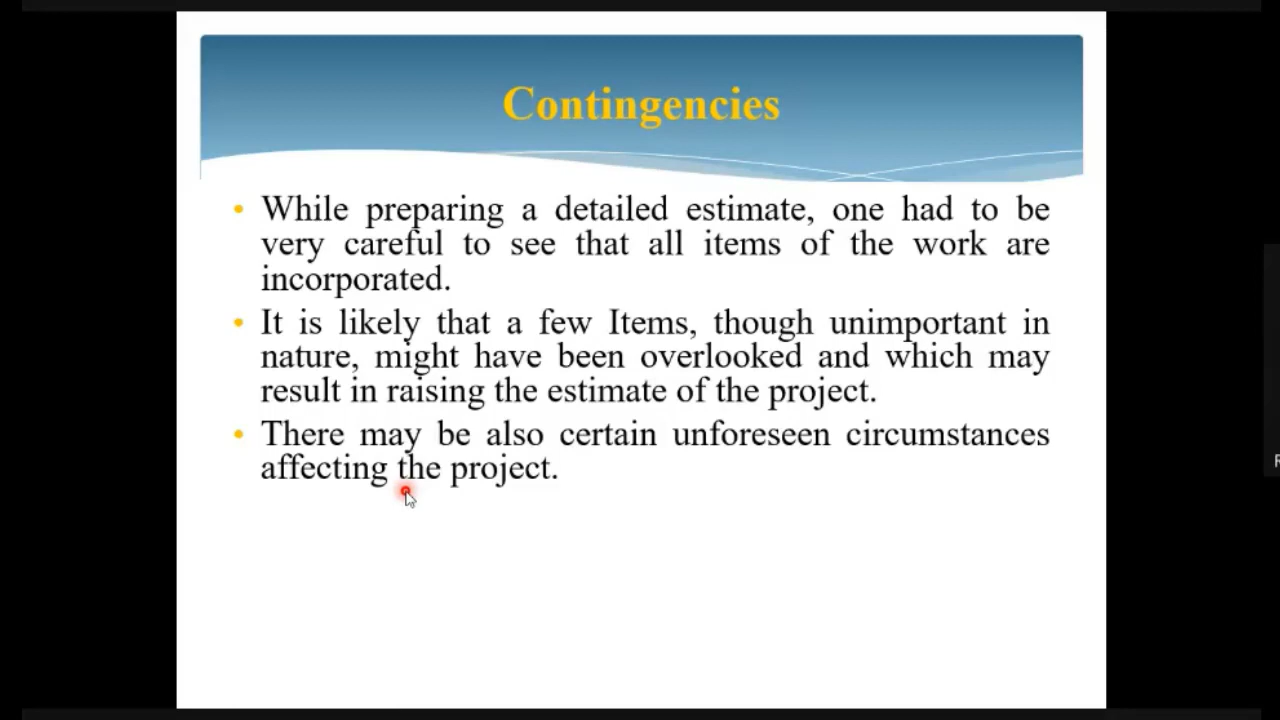 Contingencies
• While preparing a detailed estimate, one had to be
very careful to see that all items of the work are
incorporated.
• It is likely that a few Items, though unimportant in
nature, might have been overlooked and which may
result in raising the estimate of the project.
• There may be also certain unforeseen circumstances
affecting the project.